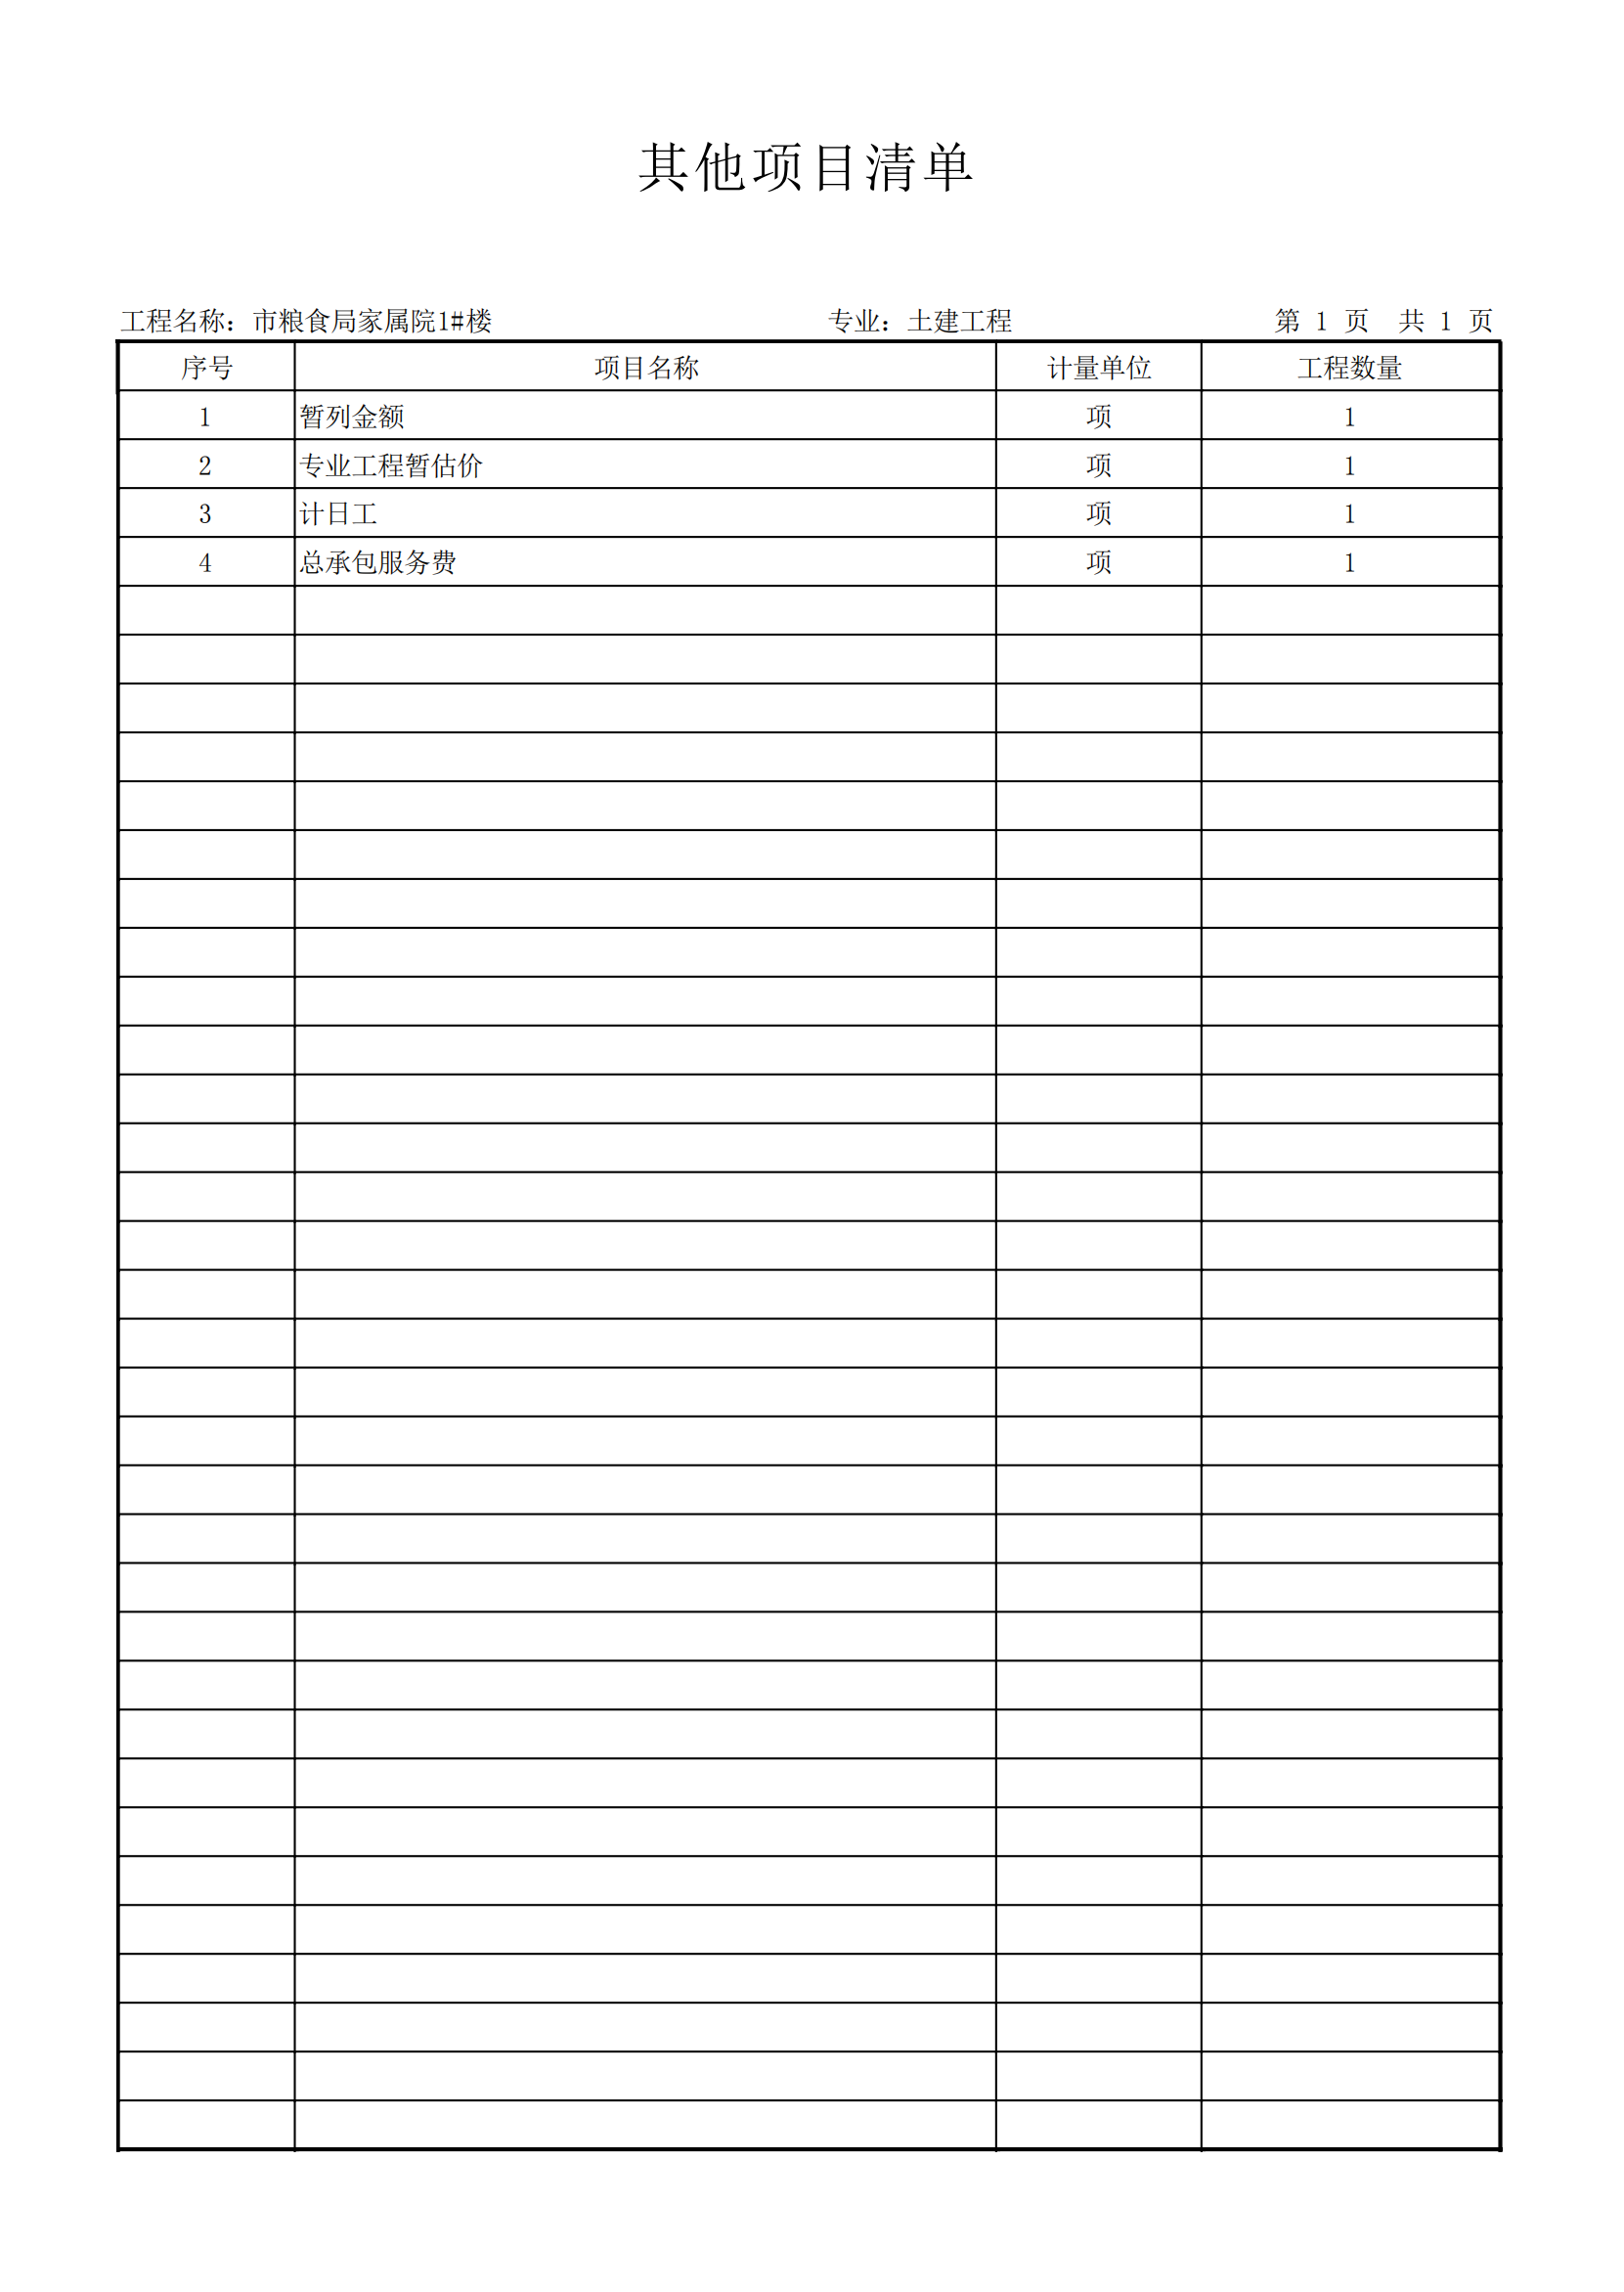 其他项目清单
工程名称：市粮食局家属院1#楼 专业：土建工程 第 1 页 共 1 页
序号 项目名称 计量单位 工程数量
1 暂列金额 项 1
2 专业工程暂估价 项 1
3 计日工 项 1
4 总承包服务费 项 1